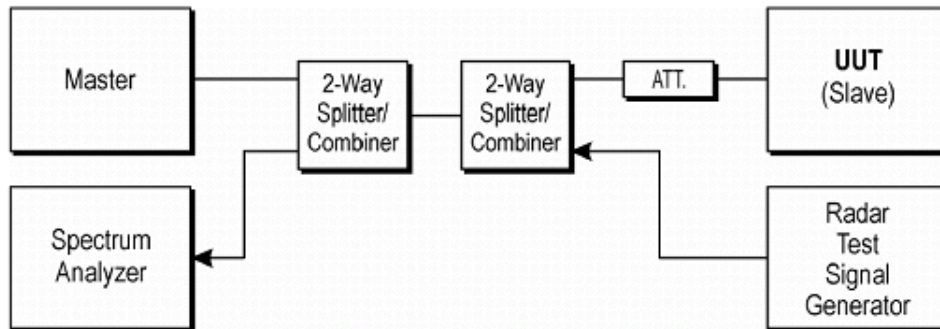 Master
2-Way
Splitter/
Combiner
2-Way
Splitter/
Combiner
ATT.
UUT
(Slave)
Spectrum
Analyzer
Radar
Test
Signal
Generator